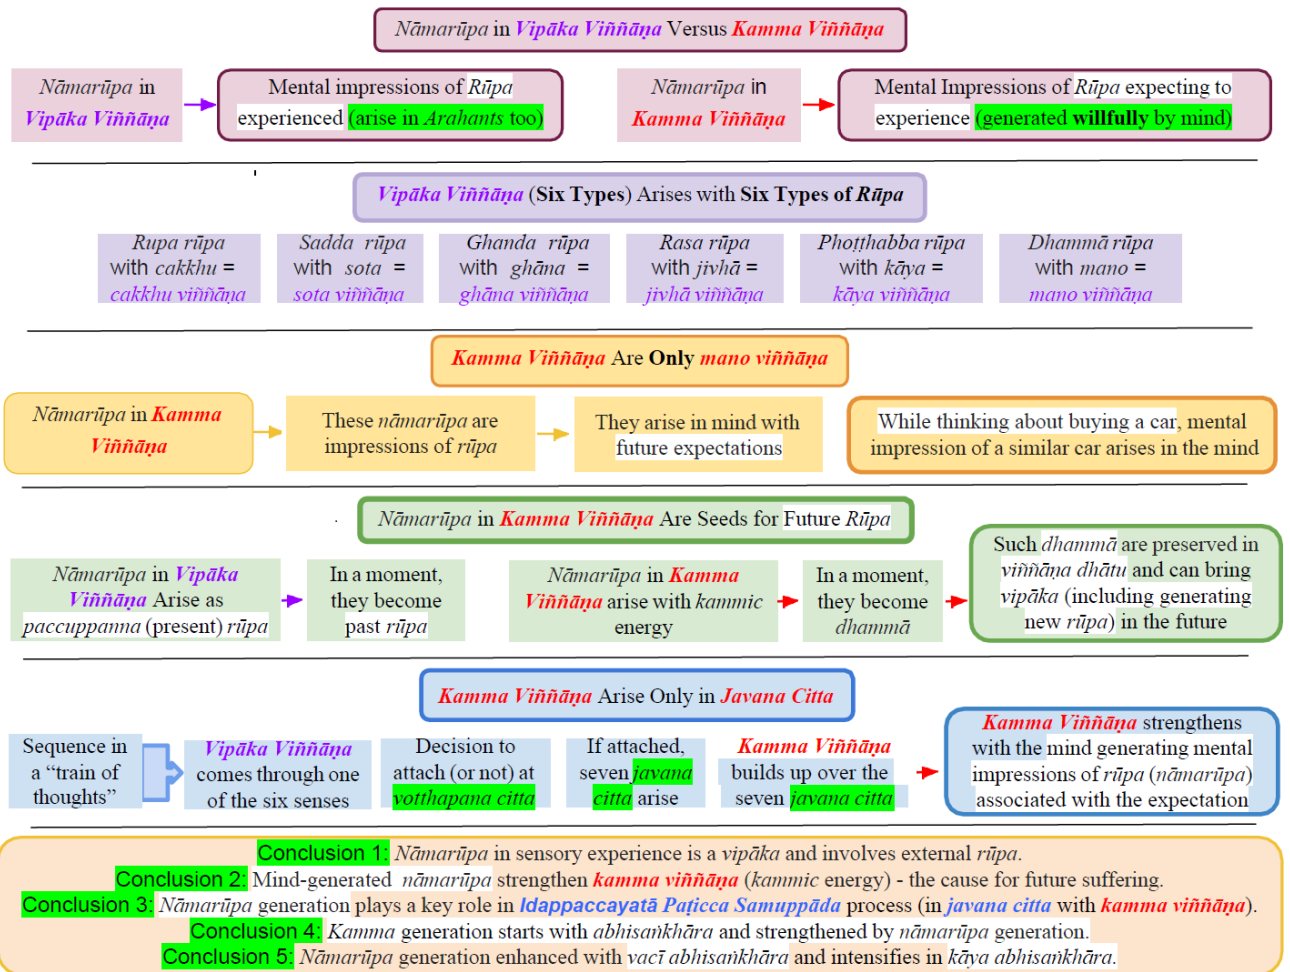 Nāmarūpa in Vipāka Viññāṇa Versus Kamma Viññāṇa
Nāmarūpa in
Vipāka Viññāṇa
Mental impressions of Rūpa
experienced (arise in Arahants too)
Nāmarūpa in
Kamma Viññāṇa
Mental Impressions of Rūpa expecting to
experience (generated willfully by mind)
Vipāka Viññāṇa (Six Types) Arises with Six Types of Rūpa
Rupa rūpa
with cakkhu =
cakkhu viññāṇa
Sadda rūpa
with sota =
sota viññāṇa
Ghanda rūpa
with ghāna =
ghāna viññāṇa
Rasa rūpa
with jivhā =
jivhā viññāṇa
Phoṭṭhabba rūpa
with kāya =
kāya viññāṇa
Dhammā rūpa
with mano =
mano viññāṇa
Kamma Viññāṇa Are Only mano viññāṇa
Nāmarūpa in Kamma
Viññāṇa
These nāmarūpa are
impressions of rūpa
They arise in mind with
future expectations
While thinking about buying a car, mental
impression of a similar car arises in the mind
Nāmarūpa in Kamma Viññāṇa Are Seeds for Future Rūpa
Nāmarūpa in Vipāka
Viññāṇa Arise as
paccuppanna (present) rūpa
In a moment,
they become
past rūpa
Nāmarūpa in Kamma
Viññāṇa arise with kammic
energy
In a moment,
they become
dhammā
Such dhammā are preserved in
viññāṇa dhātu and can bring
vipāka (including generating
new rūpa) in the future
Kamma Viññāṇa Arise Only in Javana Citta
Sequence in
a “train of
thoughts”
Vipāka Viññāṇa
comes through one
of the six senses
Decision to
attach (or not) at
votthapana citta
If attached,
seven javana
citta arise
Kamma Viññāṇa
builds up over the
seven javana citta
Kamma Viññāṇa strengthens
with the mind generating mental
impressions of rūpa (nāmarūpa)
associated with the expectation
Conclusion 1: Nāmarūpa in sensory experience is a vipāka and involves external rūpa.
Conclusion 2: Mind-generated nāmarūpa strengthen kamma viññāṇa (kammic energy) - the cause for future suffering.
Conclusion 3: Nāmarūpa generation plays a key role in Idappaccayatā Paṭicca Samuppāda process (in javana citta with kamma viññāṇa).
Conclusion 4: Kamma generation starts with abhisaṅkhāra and strengthened by nāmarūpa generation.
Conclusion 5: Nāmarūpa generation enhanced with vacī abhisaṅkhāra and intensifies in kāya abhisaṅkhāra.